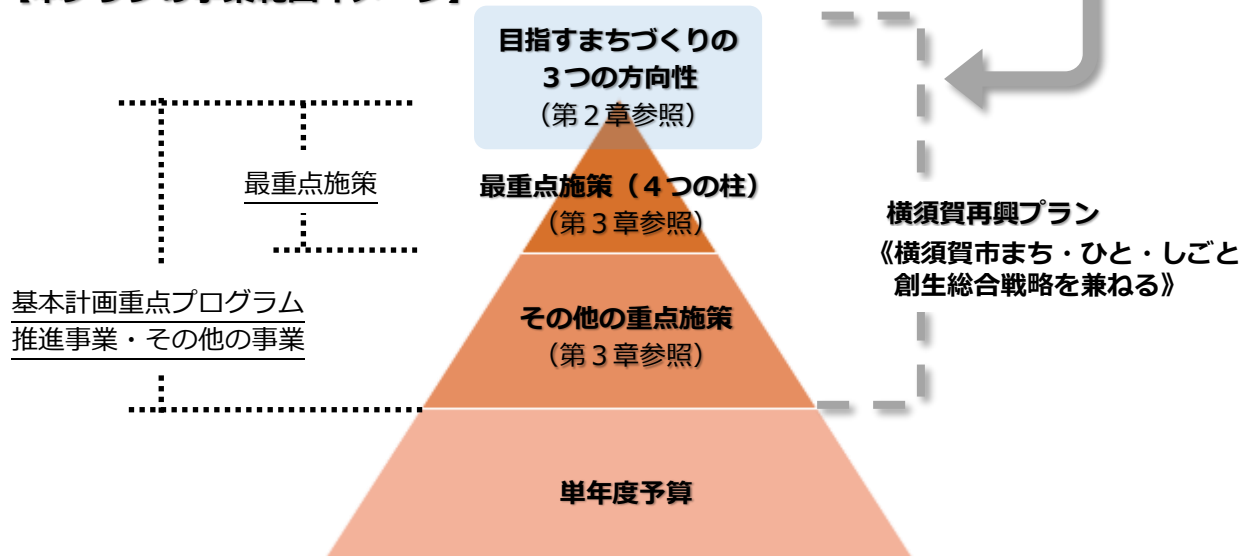 目指すまちづくりの
３つの方向性
（第２章参照）
最重点施策
最重点施策（４つの柱）
（第３章参照）
横須賀再興プラン
《横須賀市まち・ひと・しごと
創生総合戦略を兼ねる》
基本計画重点プログラム
推進事業・その他の事業
その他の重点施策
（第３章参照）
単年度予算